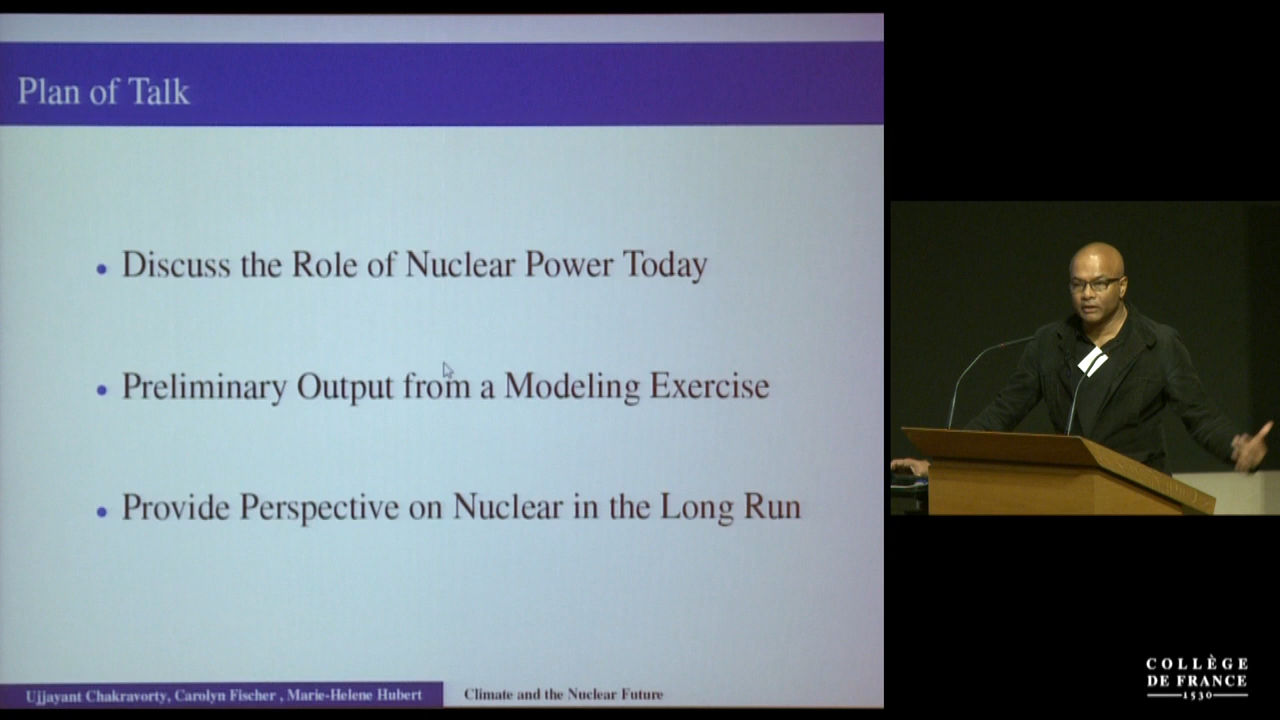 Plan of Talk
Discuss the Role of Nuclear Power Today
Preliminary Output from a Modeling Exercise
Provide Perspective on Nuclear in the Long Run
Ujjayant Chakravorty, Carolyn Fischer , Marie-Helene Hubert
Climate and the Nuclear Future
COLLÈGE
DE FRANCE
1530